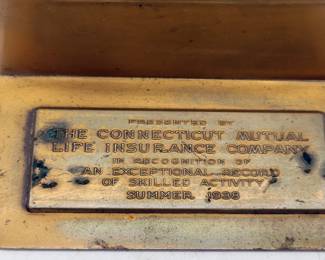 PRESENTED BY
THE CONNECTICUT MUTUAL
LIFE INSURANCE COMPANY
IN RECOGNITION OF
AN EXCEPTIONAL RECORD
OF SKILLED ACTIVITY
SUMMER 1936